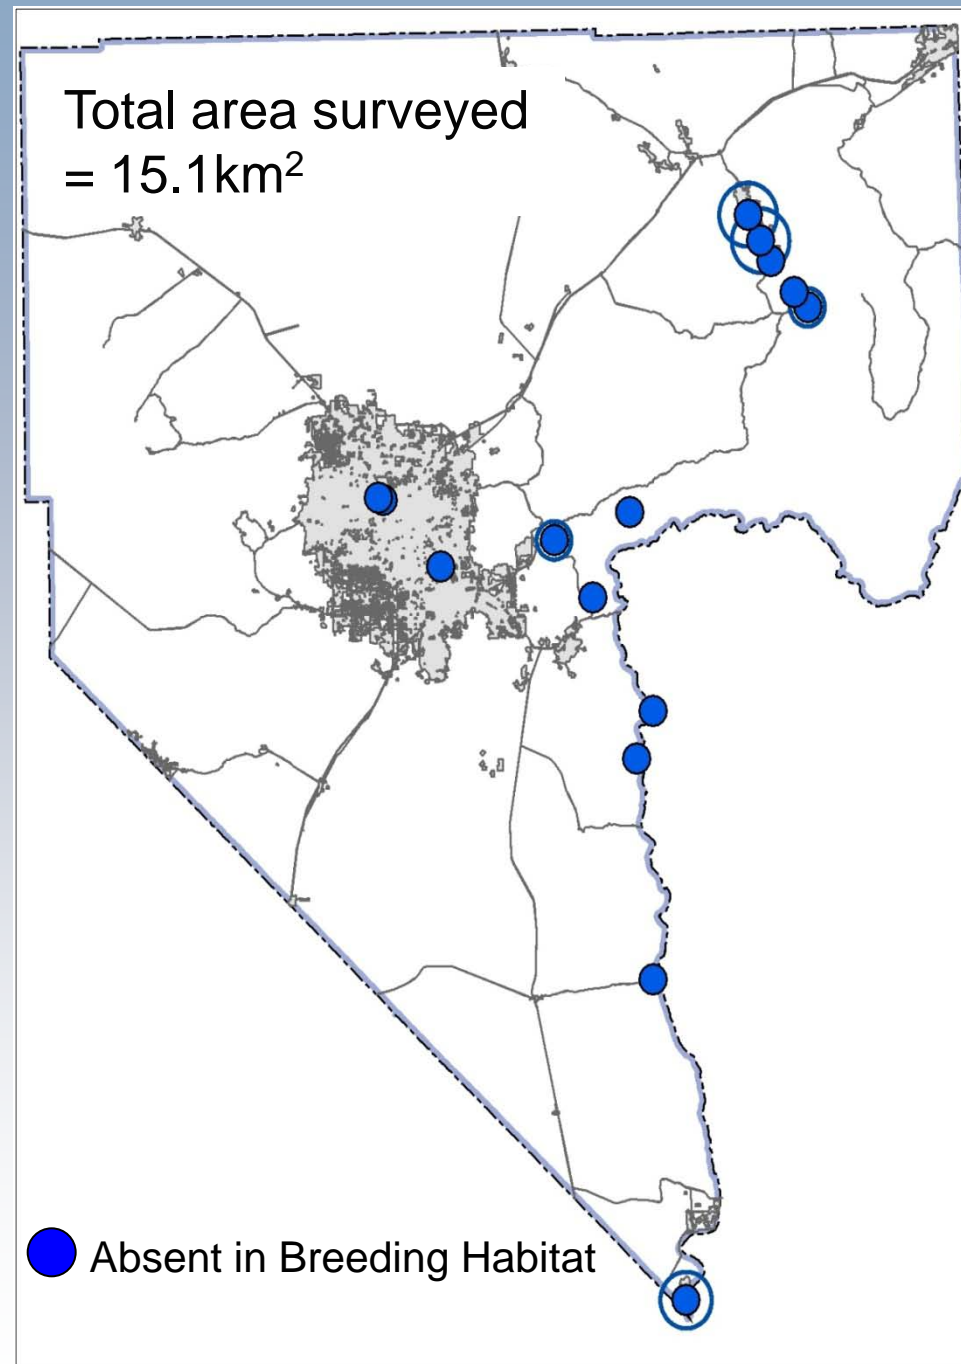 Total area surveyed
= 15.1km²
Absent in Breeding Habitat